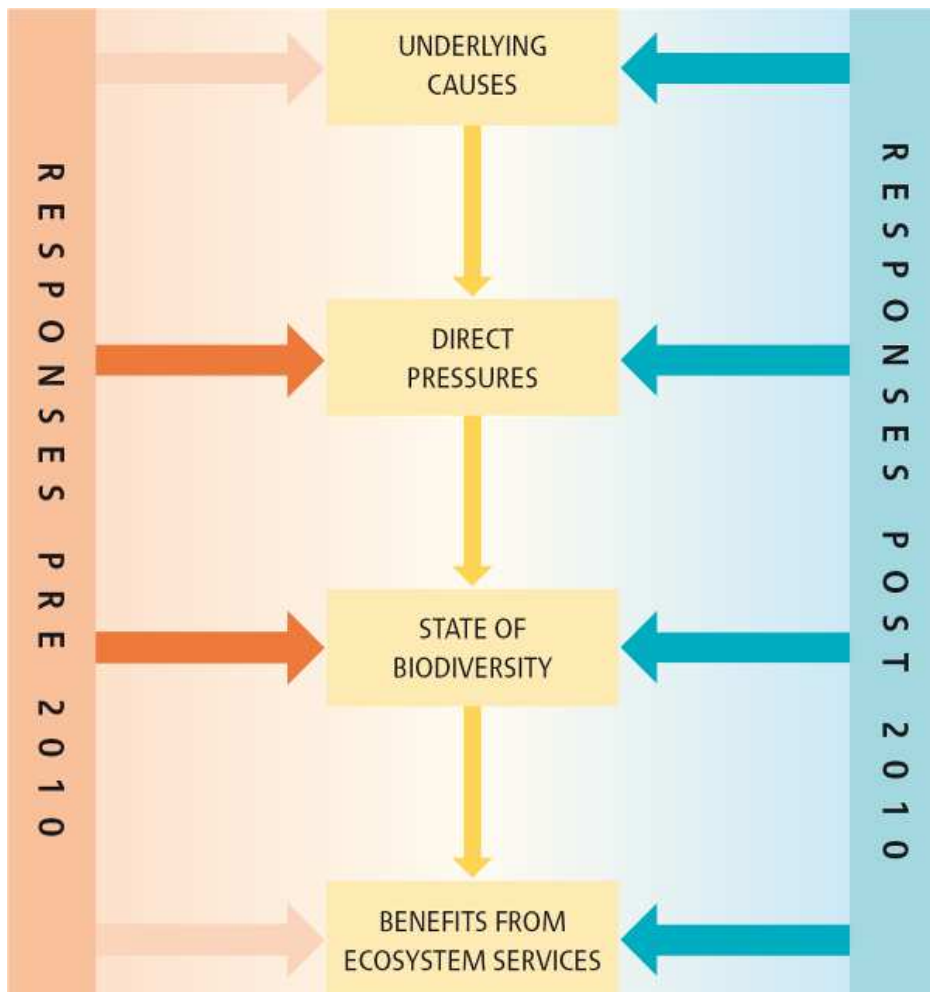 RESPONSES PRE 2010
UNDERLYING
CAUSES
DIRECT
PRESSURES
STATE OF
BIODIVERSITY
BENEFITS FROM
ECOSYSTEM SERVICES
RESPONSES POST 2010